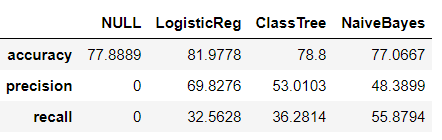 NULL LogisticReg ClassTree NaiveBayes
accuracy 77.8889 81.9778 78.8 77.0667
precision 0 69.8276 53.0103 48.3899
recall 0 32.5628 36.2814 55.8794